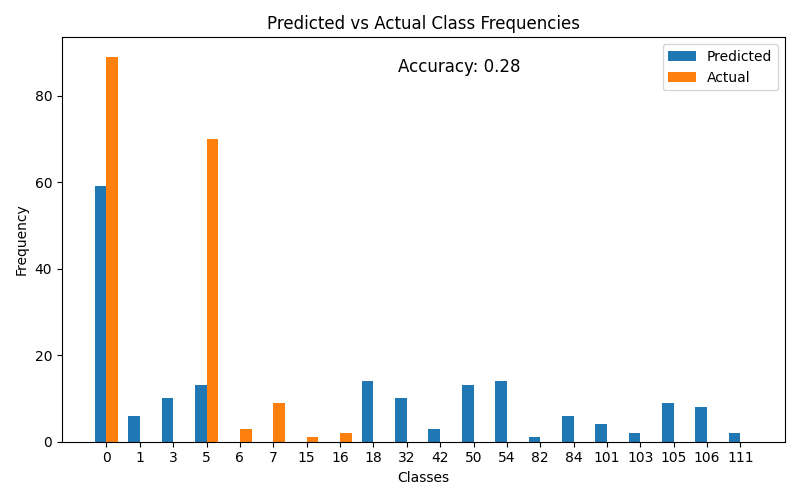 Predicted vs Actual Class Frequencies
Accuracy: 0.28
Predicted
Actual
Frequency
80
60
40
20
0
0 1 3 5 6 7 15 16 18 32 42 50 54 82 84 101 103 105 106 111
Classes